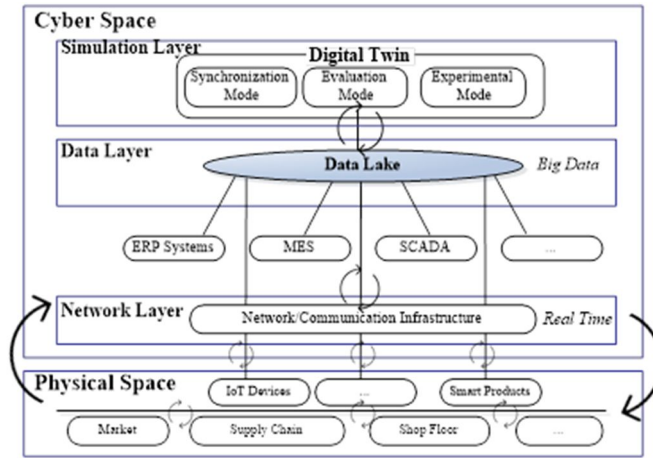 Cyber Space
Simulation Layer
Digital Twin
Synchronization
Mode
Evaluation
Mode
Experimental
Mode
Data Layer
Data Lake
Big Data
ERP Systems
MES
SCADA
...
Network Layer
Network/Communication Infrastructure
Real Time
Physical Space
IoT Devices
...
Smart Products
Market
Supply Chain
Shop Floor
...